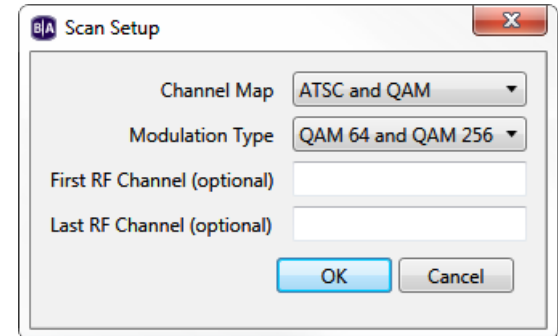 B|A Scan Setup
Channel Map ATSC and QAM
Modulation Type QAM 64 and QAM 256
First RF Channel (optional)
Last RF Channel (optional)
OK Cancel